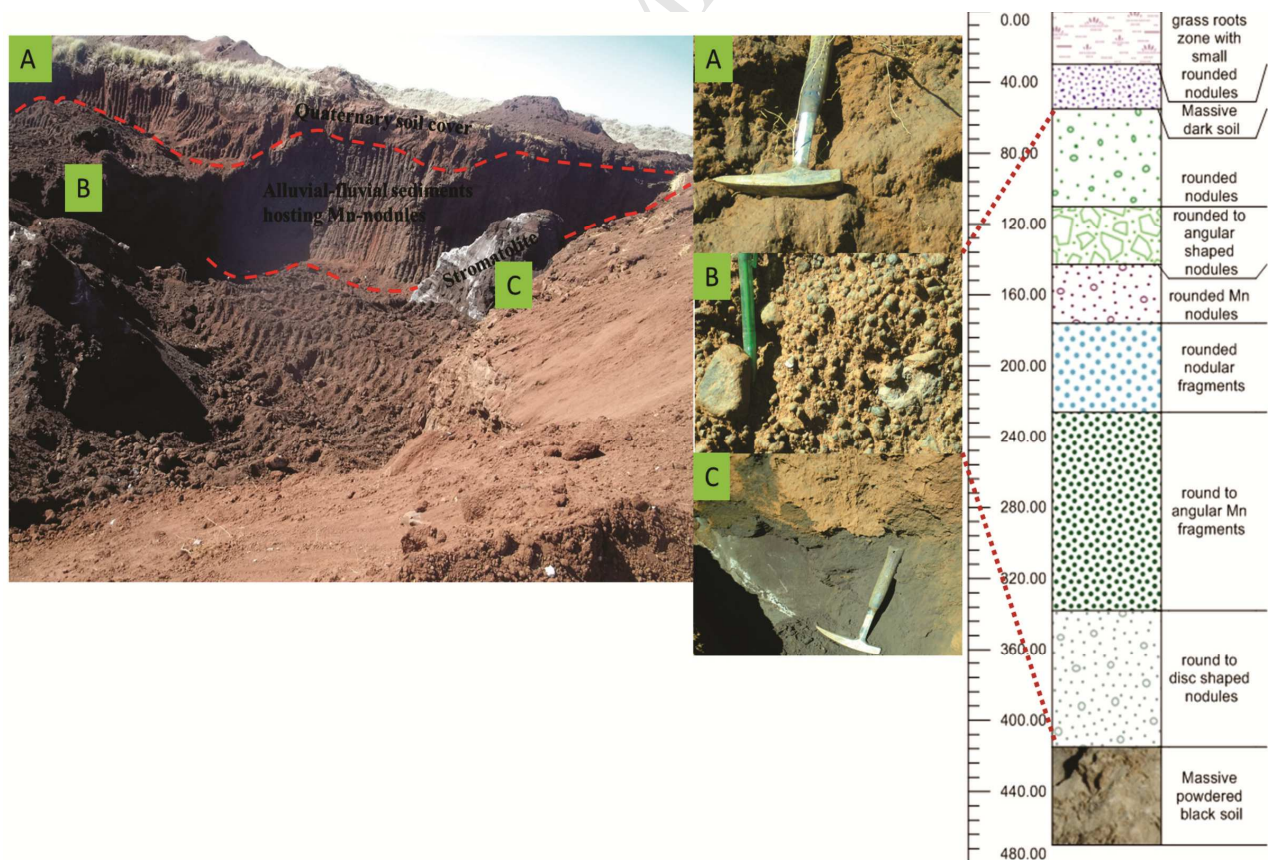 A
Quaternary soil cover
B
Alluvial-fluvial sediments
hosting Mn-nodules
Stromatolite
C
A
B
C
0.00
40.00
80.00
120.00
160.00
200.00
240.00
280.00
320.00
360.00
400.00
440.00
480.00
grass roots
zone with
small
rounded
nodules
Massive
dark soil
rounded
nodules
rounded to
angular
shaped
nodules
rounded Mn
nodules
rounded
nodular
fragments
round to
angular Mn
fragments
round to
disc shaped
nodules
Massive
powdered
black soil